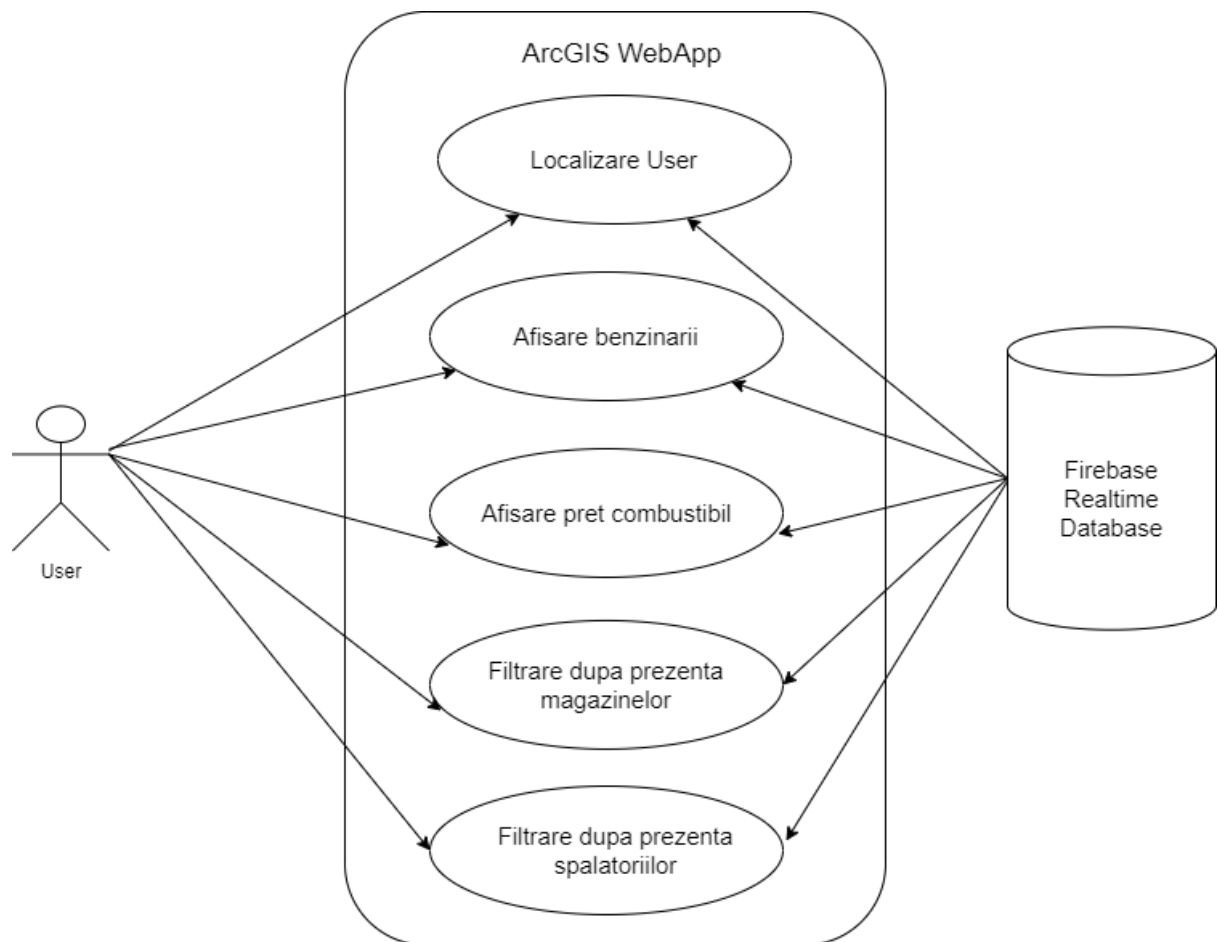 ArcGIS WebApp
Localizare User
Afisare benzinarii
Afisare pret combustibil
Filtrare dupa prezenta
magazinelor
Filtrare dupa prezenta
spalatoriilor
User
Firebase
Realtime
Database